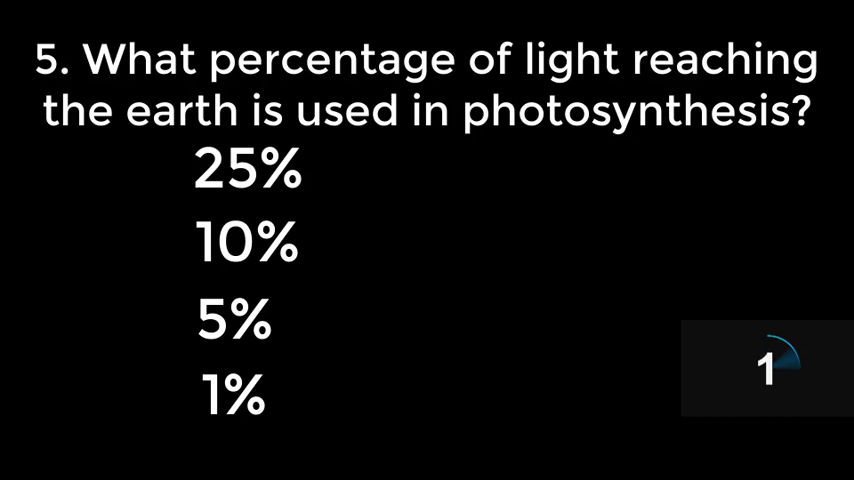 5. What percentage of light reaching
the earth is used in photosynthesis?
25%
10%
5%
1%
1